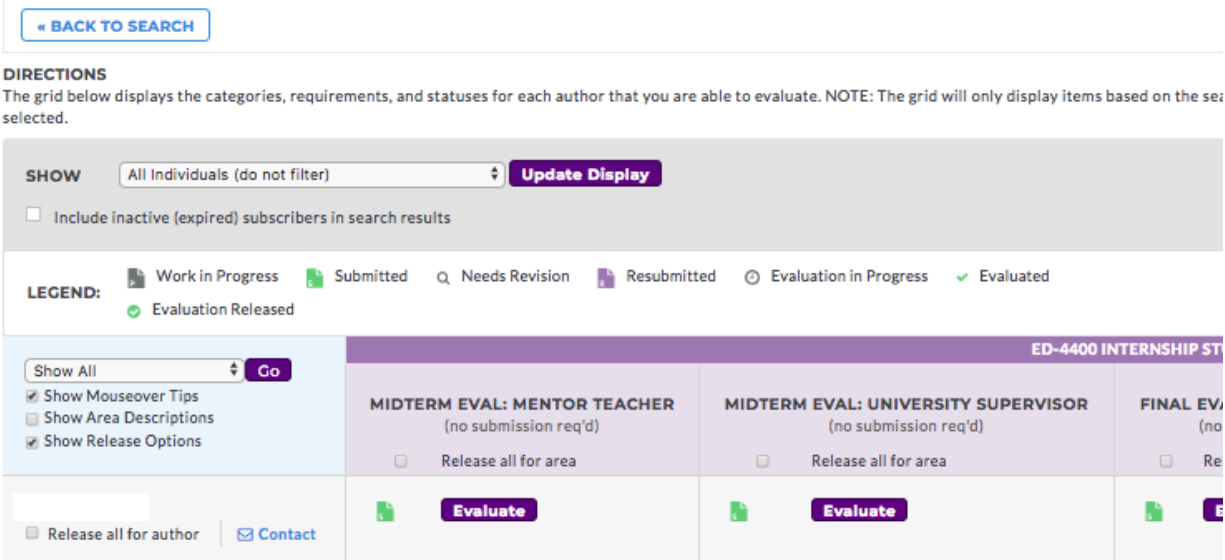 « BACK TO SEARCH
DIRECTIONS
The grid below displays the categories, requirements, and statuses for each author that you are able to evaluate. NOTE: The grid will only display items based on the
selected.
SHOW All Individuals (do not filter) Update Display
Include inactive (expired) subscribers in search results
LEGEND: Work in Progress Submitted Needs Revision Resubmitted Evaluation in Progress Evaluated
Evaluation Released
ED-4400 INTERNSHIP
Show All Go
Show Mouseover Tips
Show Area Descriptions
Show Release Options
MIDTERM EVAL: MENTOR TEACHER
(no submission req'd)
Release all for area
MIDTERM EVAL: UNIVERSITY SUPERVISOR
(no submission req'd)
Release all for area
FINAL
(no
Evaluate
Evaluate
Release all for author Contact